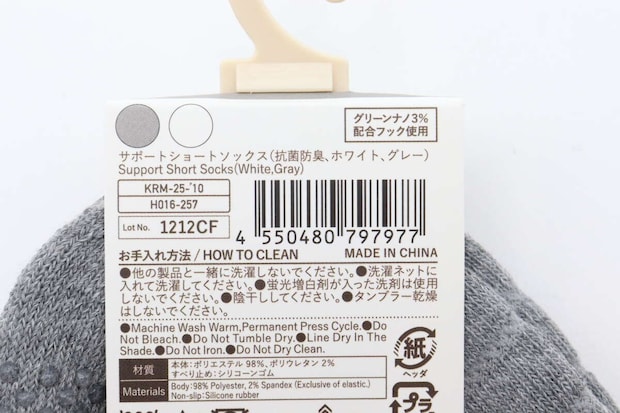 グリーンナノ3%
配合フック使用
サポートショートソックス(抗菌防臭、ホワイト、グレー)
Support Short Socks(White,Gray)
KRM-25-'10
H016-257
Lot No. 1212CF
4 550480 797977
お手入れ方法/HOW TO CLEAN MADE IN CHINA
●他の製品と一緒に洗濯しないでください。●洗濯ネット
に入れて洗濯してください。●蛍光増白剤が入った洗剤は使用
しないでください。●陰干ししてください。●タンブラー乾燥
はしないでください。
●Machine Wash Warm,Permanent Press Cycle.●Do
Not Bleach.●Do Not Tumble Dry.●Line Dry In The
Shade.●Do Not Iron.●Do Not Dry Clean.
材質 本体:ポリエステル 98%、ポリウレタン 2%
すべり止め:シリコーンゴム
Materials Body:98% Polyester, 2% Spandex (Exclusive of elastic.)
Non-slip:Silicone rubber
紙
ヘッダ
プラ